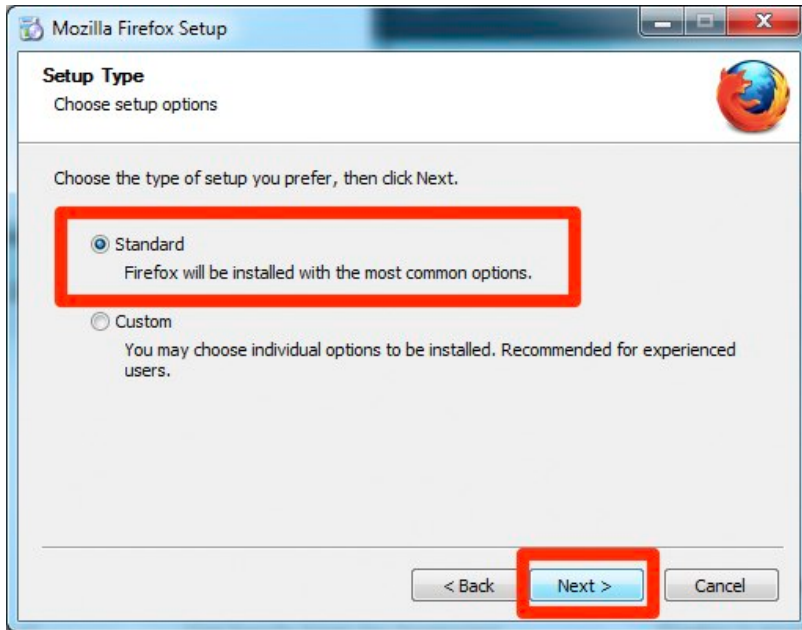 Mozilla Firefox Setup
Setup Type
Choose setup options
Choose the type of setup you prefer, then click Next.
Standard
Firefox will be installed with the most common options.
Custom
You may choose individual options to be installed. Recommended for experienced
users.
< Back
Next >
Cancel